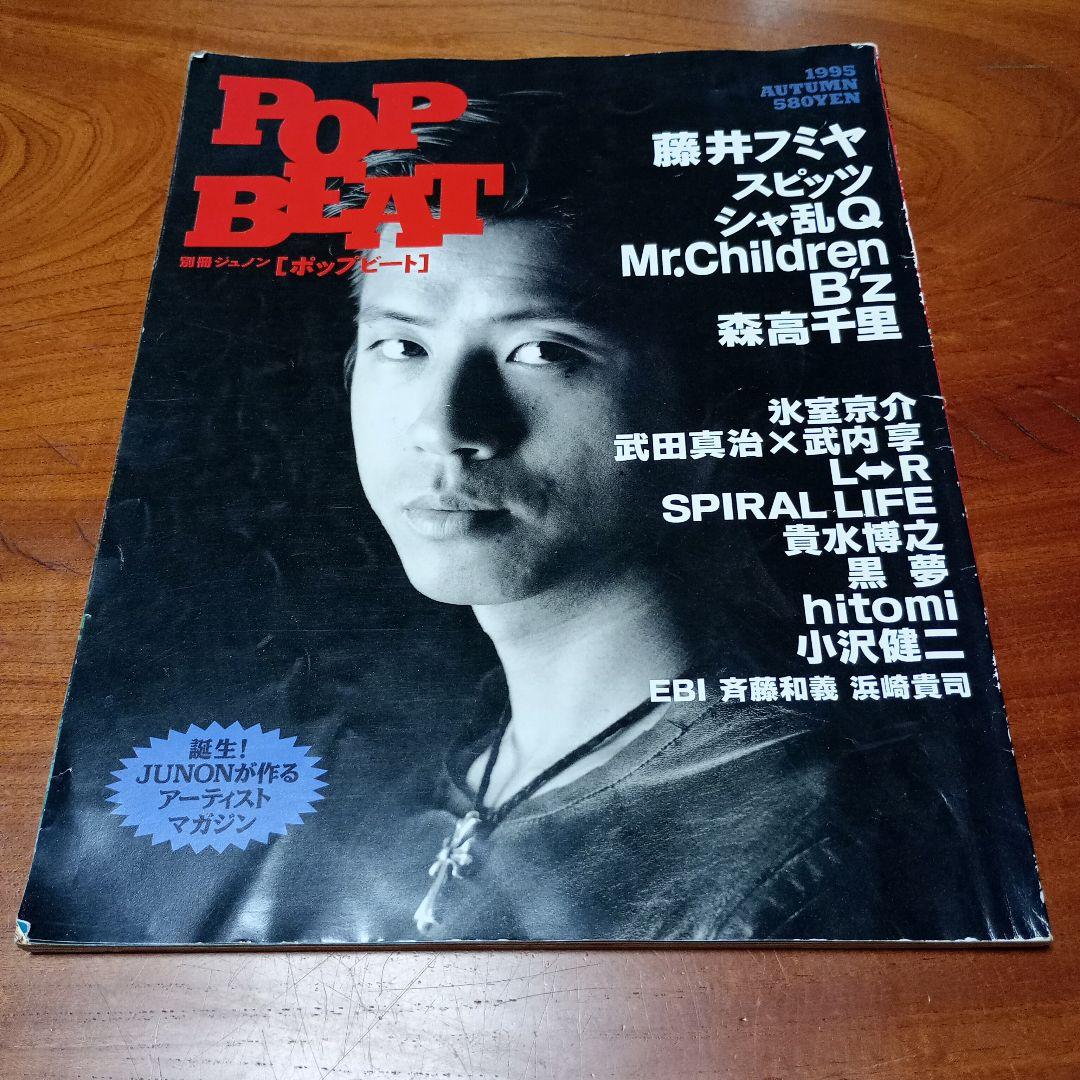 POP
BEAT
別冊ジュノン [ポップビート]
1995
AUTUMN
580YEN
藤井フミヤ
スピッツ
シャ乱Q
Mr.Children
B'z
森高千里
氷室京介
武田真治×武内享
L↔R
SPIRAL LIFE
貴水博之
黒夢
hitomi
小沢健二
EBI 斉藤和義 浜崎貴司
誕生!
JUNONが作る
アーティスト
マガジン